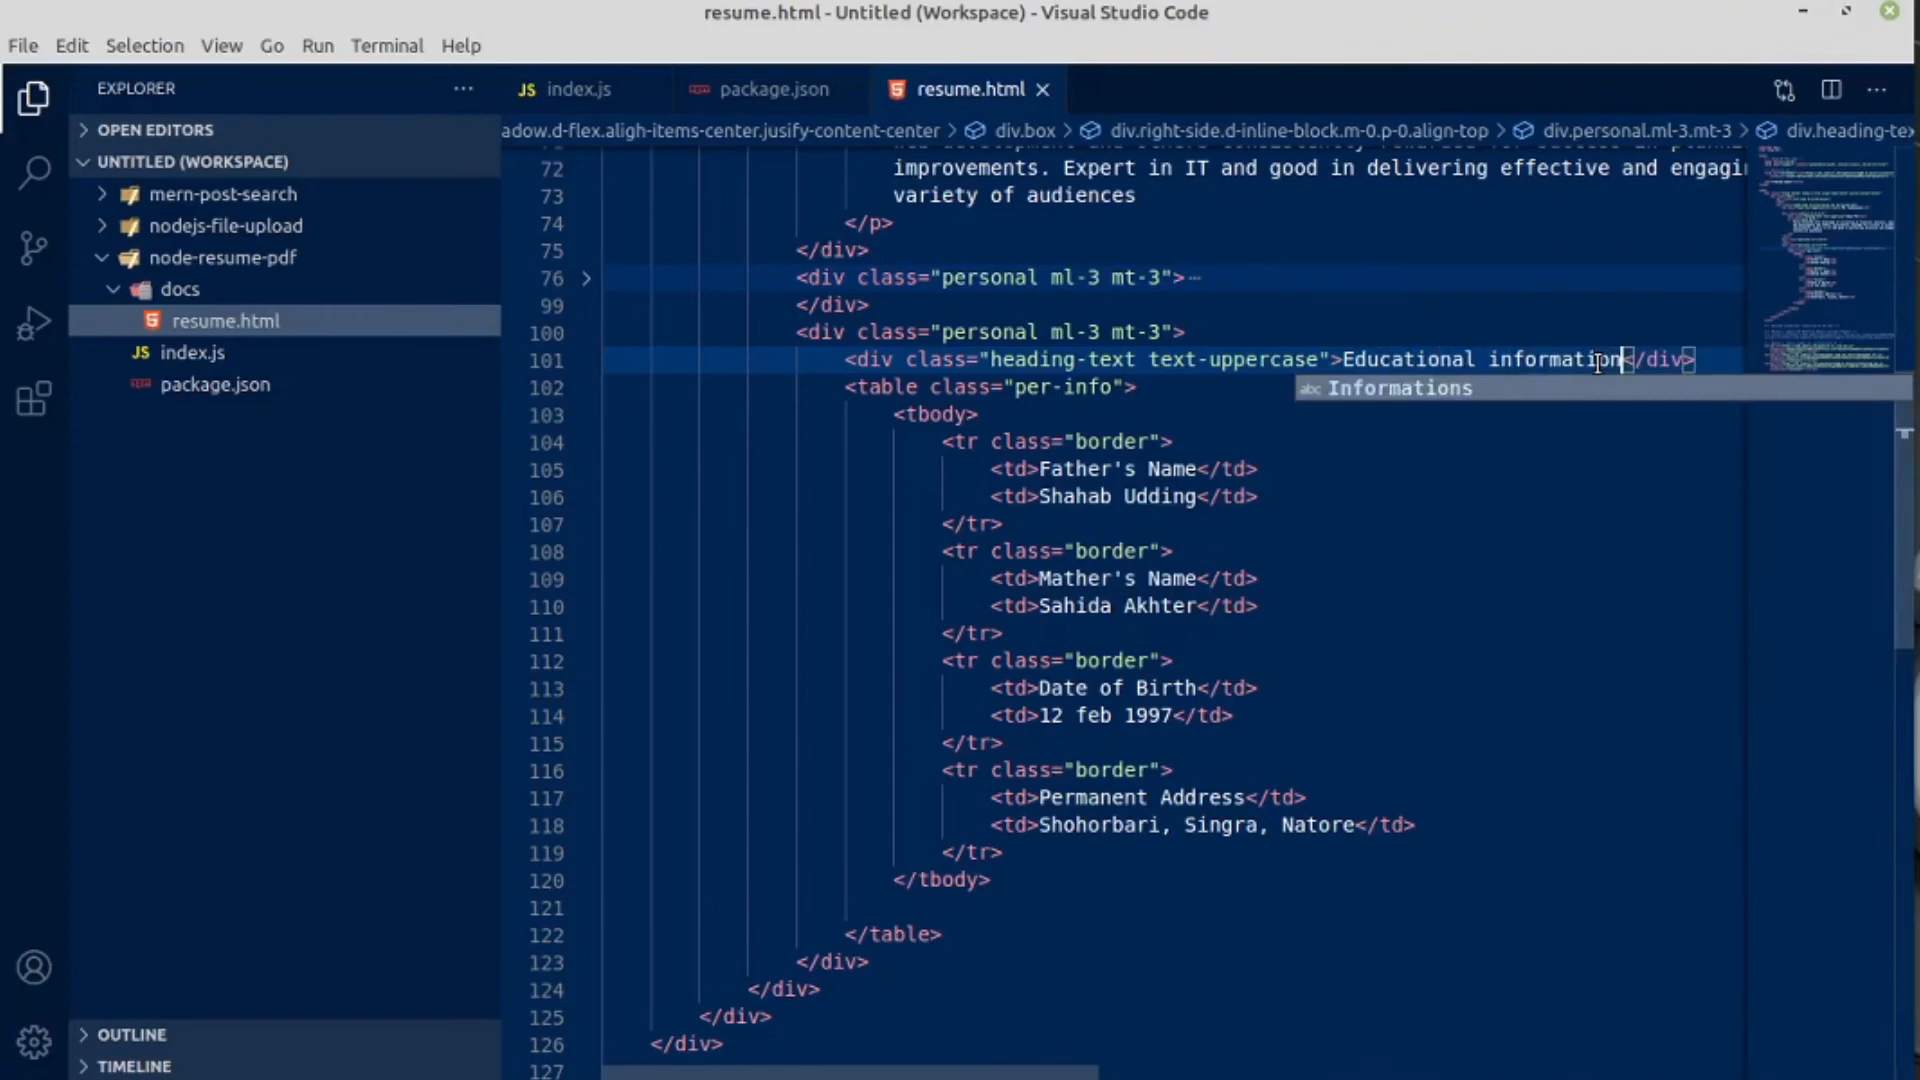 resume.html - Untitled (Workspace) - Visual Studio Code
File Edit Selection View Go Run Terminal Help
EXPLORER
OPEN EDITORS
UNTITLED (WORKSPACE)
mern-post-search
nodejs-file-upload
node-resume-pdf
docs
resume.html
JS index.js
package.json
OUTLINE
TIMELINE
JS index.js package.json resume.html
adow.d-flex.aligh-items-center.jusify-content-center > div.box > div.right-side.d-inline-block.m-0.p-0.align-top > div.personal.ml-3.mt-3 > div.heading-tex
72 improvements. Expert in IT and good in delivering effective and engagi
73 variety of audiences
74 </p>
75 </div>
76 <div class="personal ml-3 mt-3">
99 </div>
100 <div class="personal ml-3 mt-3">
101 <div class="heading-text text-uppercase">Educational information</div>
abc Informations
102 <table class="per-info">
103 <tbody>
104 <tr class="border">
105 <td>Father's Name</td>
106 <td>Shahab Udding</td>
107 </tr>
108 <tr class="border">
109 <td>Mather's Name</td>
110 <td>Sahida Akhter</td>
111 </tr>
112 <tr class="border">
113 <td>Date of Birth</td>
114 <td>12 feb 1997</td>
115 </tr>
116 <tr class="border">
117 <td>Permanent Address</td>
118 <td>Shohorbari, Singra, Natore</td>
119 </tr>
120 </tbody>
121
122 </table>
123 </div>
124 </div>
125 </div>
126 </div>
127